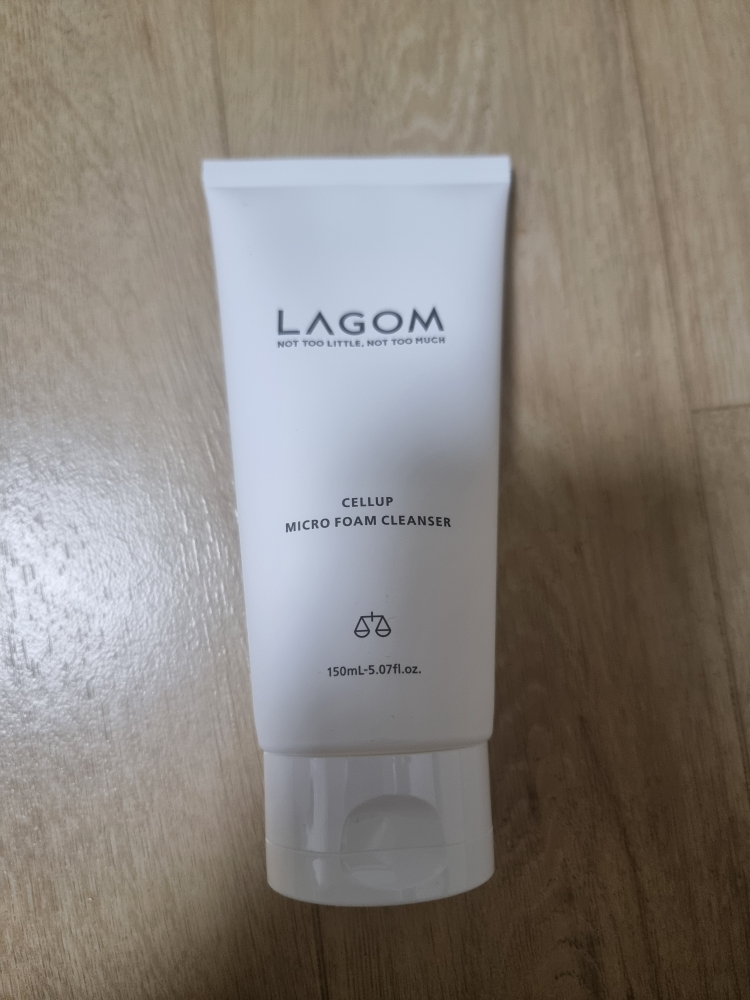 LAGOM
NOT TOO LITTLE, NOT TOO MUCH
CELLUP
MICRO FOAM CLEANSER
150mL-5.07fl.oz.